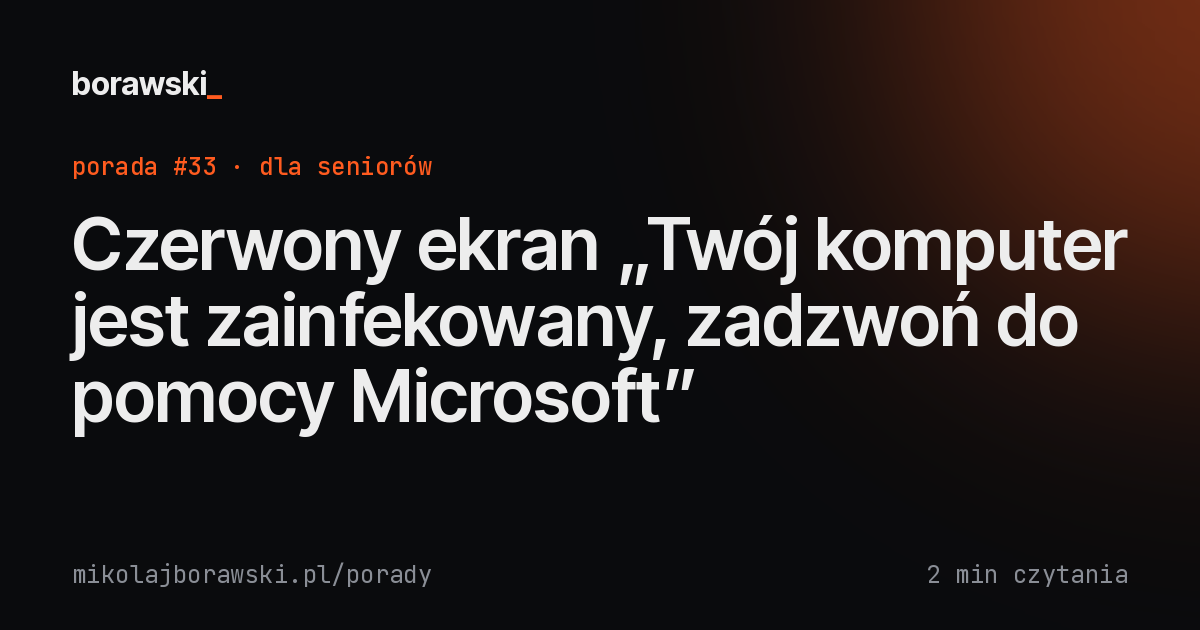 borawski_
porada #33 · dla seniorów
Czerwony ekran „Twój komputer
jest zainfekowany, zadzwoń do
pomocy Microsoft”
mikolajborawski.pl/porady
2 min czytania